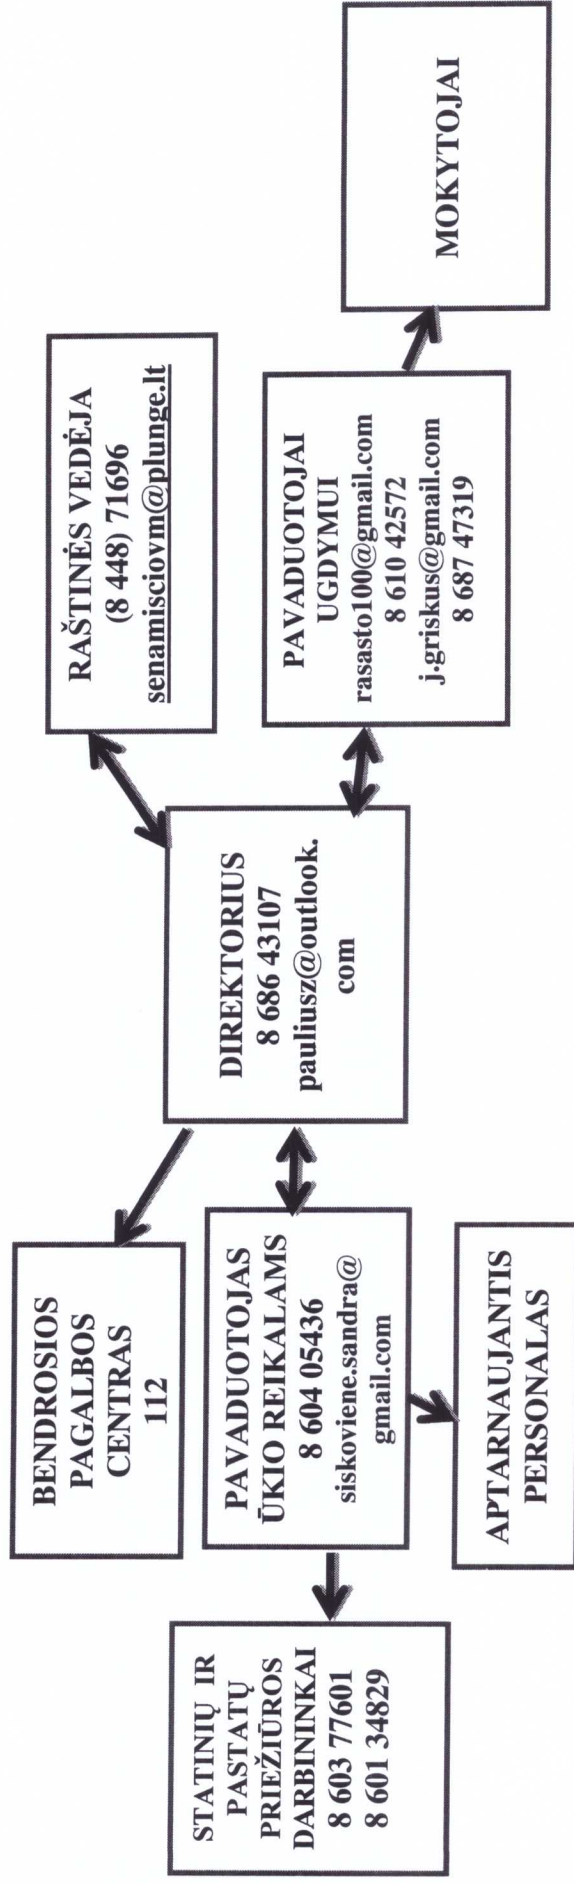 BENDROSIOS
PAGALBOS
CENTRAS
112
RAŠTINĖS VEDĖJA
(8 448) 71696
senamisciovm@plunge.lt
STATINIŲ IR
PASTATŲ
PRIEŽIŪROS
DARBININKAI
8 603 77601
8 601 34829
PAVADUOTOJAS
ŪKIO REIKALAMS
8 604 05436
siskoviene.sandra@
gmail.com
DIREKTORIUS
8 686 43107
pauliusz@outlook.
com
PAVADUOTOJAI
UGDYMUI
rasasto100@gmail.com
8 610 42572
j.griskus@gmail.com
8 687 47319
MOKYTOJAI
APTARNAUJANTIS
PERSONALAS